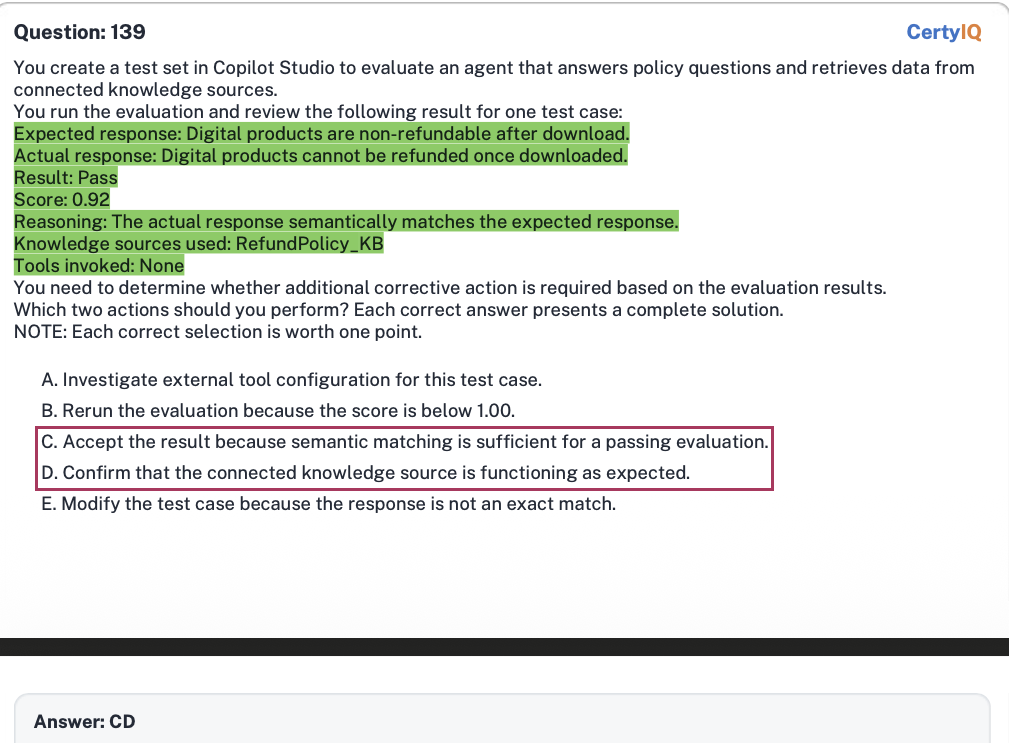 Question: 139
CertyIQ
You create a test set in Copilot Studio to evaluate an agent that answers policy questions and retrieves data from
connected knowledge sources.
You run the evaluation and review the following result for one test case:
Expected response: Digital products are non-refundable after download.
Actual response: Digital products cannot be refunded once downloaded.
Result: Pass
Score: 0.92
Reasoning: The actual response semantically matches the expected response.
Knowledge sources used: RefundPolicy_KB
Tools invoked: None
You need to determine whether additional corrective action is required based on the evaluation results.
Which two actions should you perform? Each correct answer presents a complete solution.
NOTE: Each correct selection is worth one point.
A. Investigate external tool configuration for this test case.
B. Rerun the evaluation because the score is below 1.00.
C. Accept the result because semantic matching is sufficient for a passing evaluation.
D. Confirm that the connected knowledge source is functioning as expected.
E. Modify the test case because the response is not an exact match.
Answer: CD